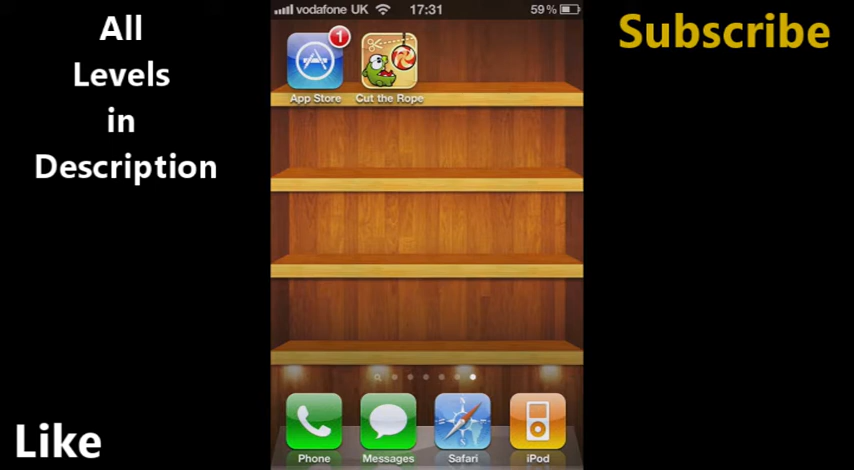 All
Levels
in
Description
Subscribe
vodafone UK 17:31 59%
1
App Store Cut the Rope
Phone Messages Safari iPod
Like